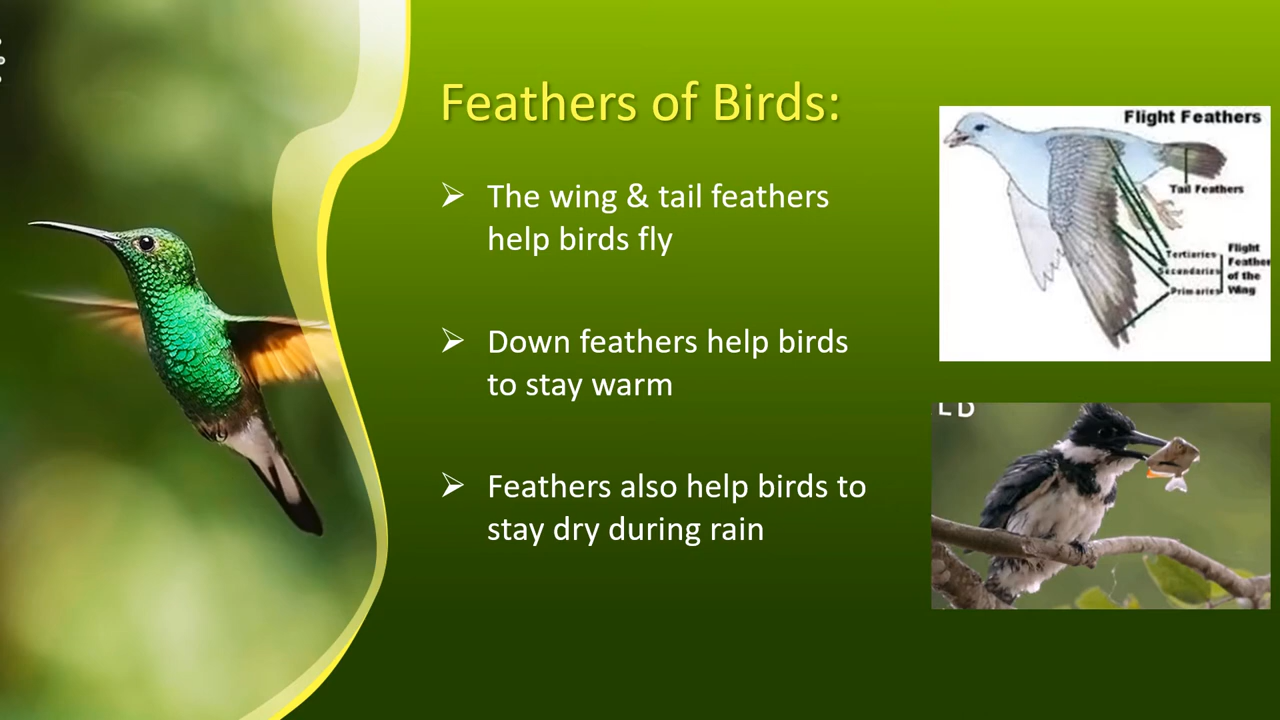 Feathers of Birds:
The wing & tail feathers
help birds fly
Down feathers help birds
to stay warm
Feathers also help birds to
stay dry during rain
Flight Feathers
Tail Feathers
Tertiaries
Secondaries
Primaries
Flight
Feather
of the
Wing